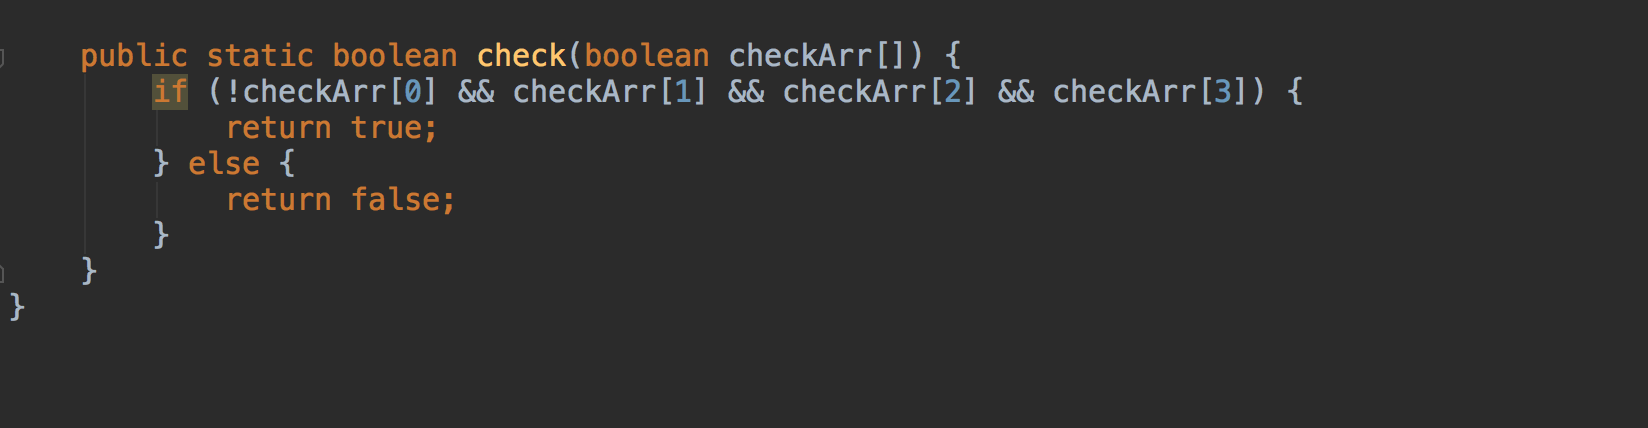 public static boolean check(boolean checkArr[]) {
if (!checkArr[0] && checkArr[1] && checkArr[2] && checkArr[3]) {
return true;
} else {
return false;
}
}
}